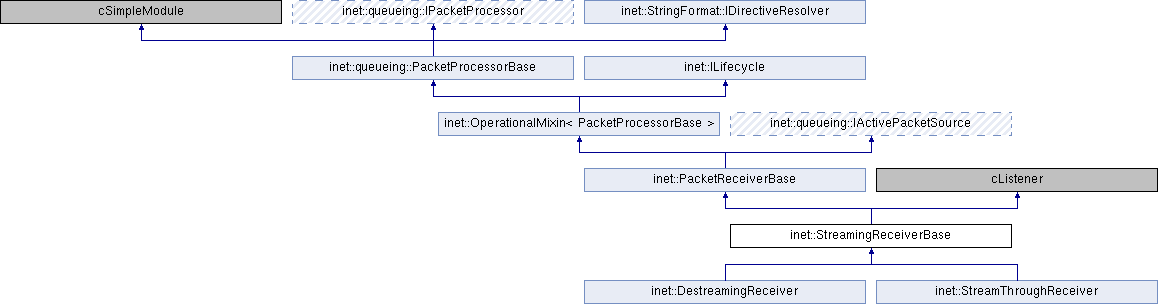 cSimpleModule
inet::queueing::IPacketProcessor
inet::StringFormat::IDirectiveResolver
inet::queueing::PacketProcessorBase
inet::ILifecycle
inet::OperationalMixin< PacketProcessorBase >
inet::queueing::IActivePacketSource
inet::PacketReceiverBase
cListener
inet::StreamingReceiverBase
inet::DestreamingReceiver
inet::StreamThroughReceiver